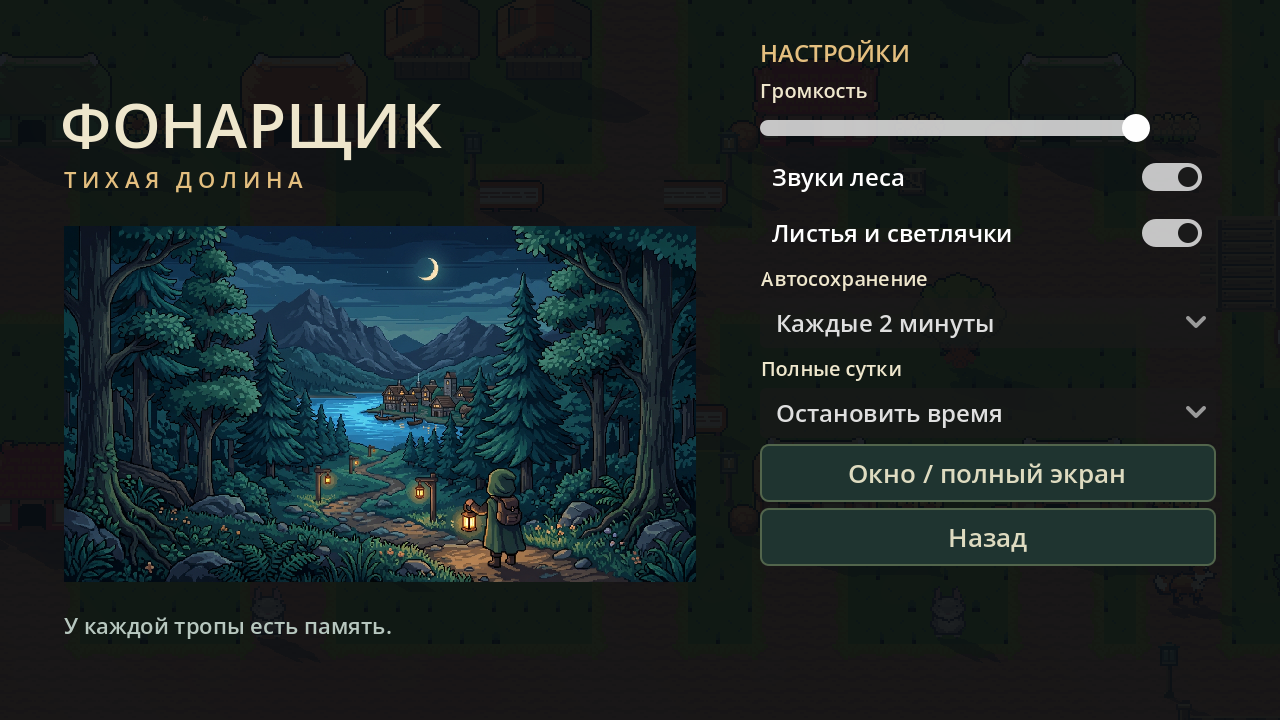 ФОНАРЩИК
ТИХАЯ ДОЛИНА
У каждой тропы есть память.
НАСТРОЙКИ
Громкость
Звуки леса
Листья и светлячки
Автосохранение
Каждые 2 минуты
Полные сутки
Остановить время
Окно / полный экран
Назад